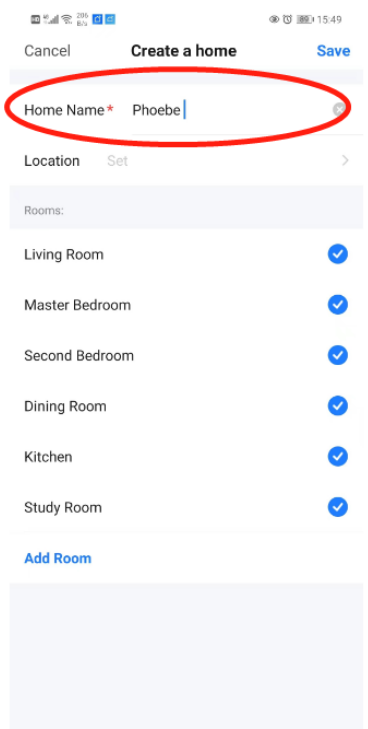 206 B/s 15:49
Cancel Create a home Save
Home Name* Phoebe
Location Set
Rooms:
Living Room
Master Bedroom
Second Bedroom
Dining Room
Kitchen
Study Room
Add Room